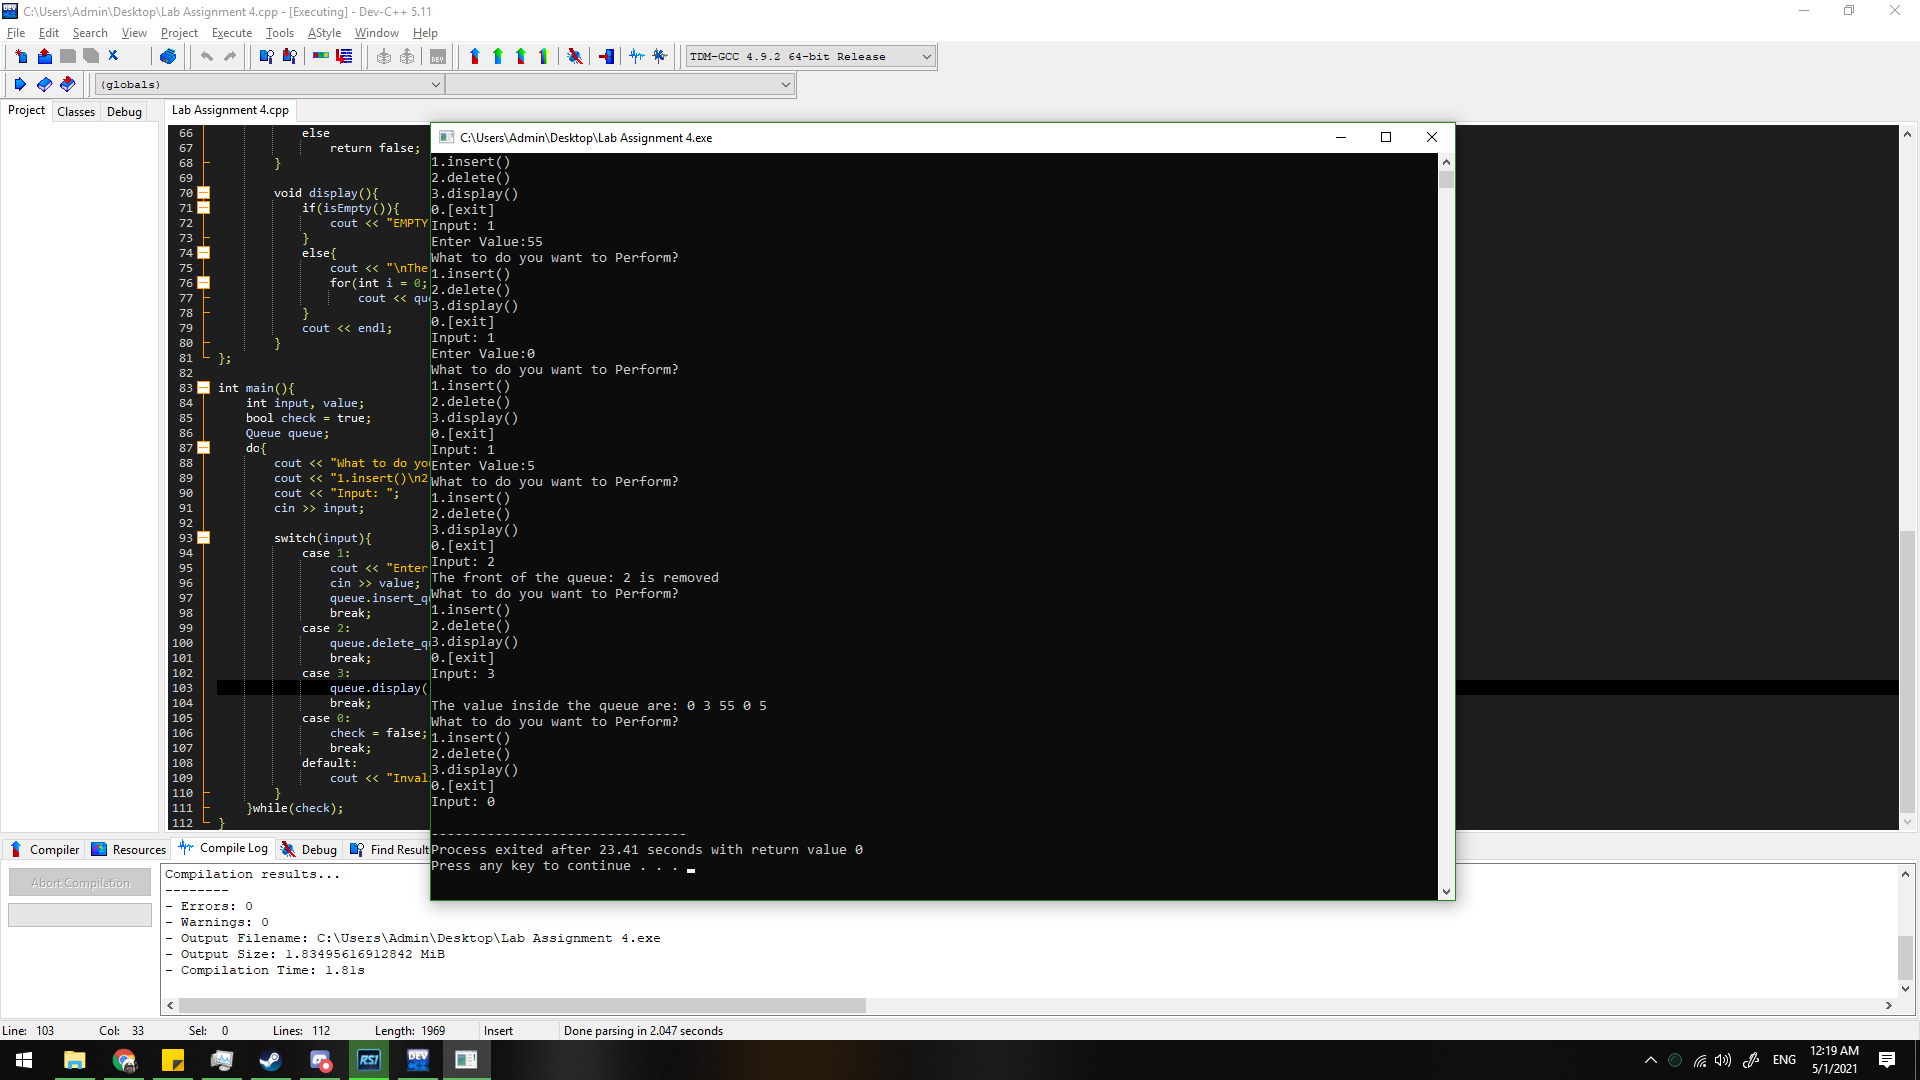 C:\Users\Admin\Desktop\Lab Assignment 4.cpp - [Executing] - Dev-C++ 5.11
File Edit Search View Project Execute Tools AStyle Window Help
TDM-GCC 4.9.2 64-bit Release
(globals)
Project Classes Debug
Lab Assignment 4.cpp
66 else
67 return false;
68 }
69
70 void display(){
71 if(isEmpty()){
72 cout << "EMPTY
73 }
74 else{
75 cout << "\nThe
76 for(int i = 0;
77 cout << qu
78 }
79 cout << endl;
80 }
81 };
82
83 int main(){
84 int input, value;
85 bool check = true;
86 Queue queue;
87 do{
88 cout << "What to do yo
89 cout << "1.insert()\n2
90 cout << "Input: ";
91 cin >> input;
92
93 switch(input){
94 case 1:
95 cout << "Enter
96 cin >> value;
97 queue.insert_q
98 break;
99 case 2:
100 queue.delete_q
101 break;
102 case 3:
103 queue.display(
104 break;
105 case 0:
106 check = false;
107 break;
108 default:
109 cout << "Inval
110 }
111 }while(check);
112 }
C:\Users\Admin\Desktop\Lab Assignment 4.exe
1.insert()
2.delete()
3.display()
0.[exit]
Input: 1
Enter Value:55
What to do you want to Perform?
1.insert()
2.delete()
3.display()
0.[exit]
Input: 1
Enter Value:0
What to do you want to Perform?
1.insert()
2.delete()
3.display()
0.[exit]
Input: 1
Enter Value:5
What to do you want to Perform?
1.insert()
2.delete()
3.display()
0.[exit]
Input: 2
The front of the queue: 2 is removed
What to do you want to Perform?
1.insert()
2.delete()
3.display()
0.[exit]
Input: 3
The value inside the queue are: 0 3 55 0 5
What to do you want to Perform?
1.insert()
2.delete()
3.display()
0.[exit]
Input: 0
--------------------------------
Process exited after 23.41 seconds with return value 0
Press any key to continue . . .
Compiler Resources Compile Log Debug Find Result
Abort Compilation
Compilation results...
--------
- Errors: 0
- Warnings: 0
- Output Filename: C:\Users\Admin\Desktop\Lab Assignment 4.exe
- Output Size: 1.83495616912842 MiB
- Compilation Time: 1.81s
Line: 103 Col: 33 Sel: 0 Lines: 112 Length: 1969 Insert Done parsing in 2.047 seconds
RSI DEV
ENG
12:19 AM
5/1/2021